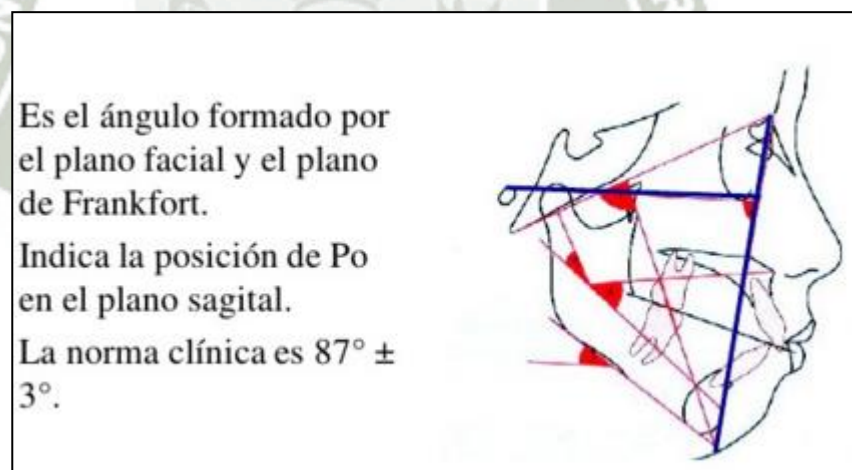 Es el ángulo formado por
el plano facial y el plano
de Frankfort.
Indica la posición de Po
en el plano sagital.
La norma clínica es 87° ±
3°.